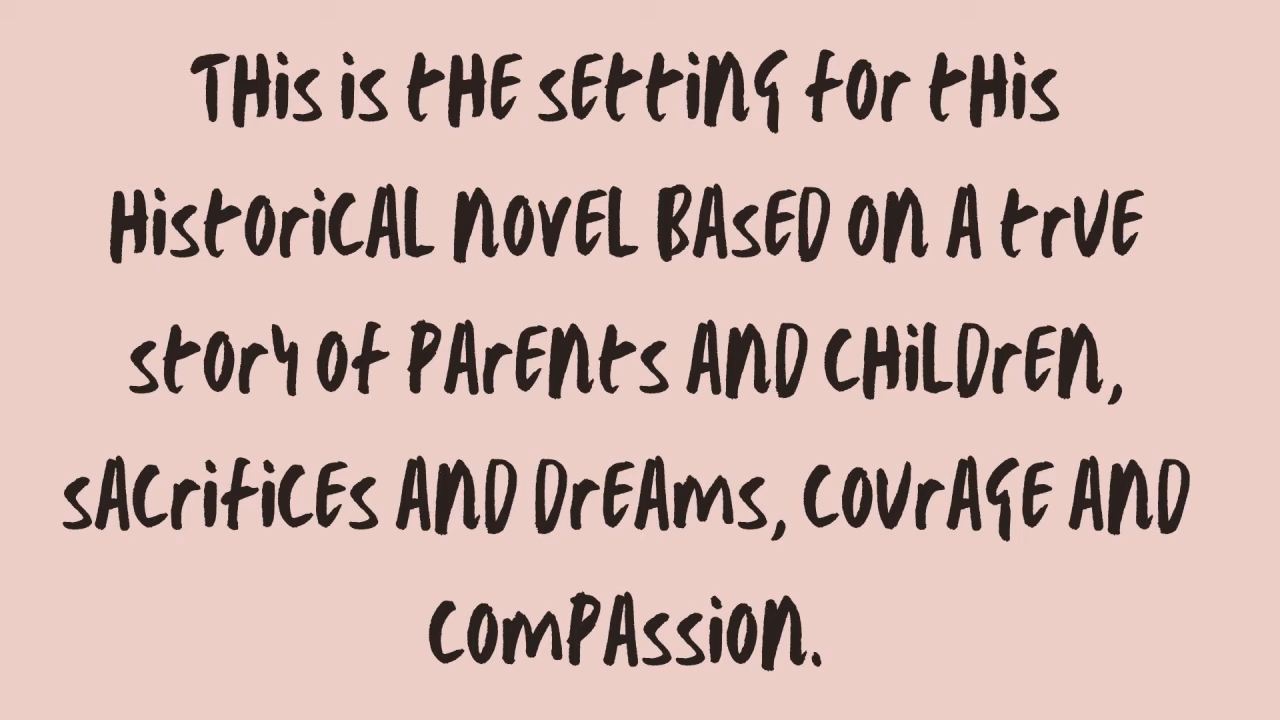 THis is tHE sEttiNG for tHis
HistoriCAL NovEL BAsED oN A trUE
story of PArENts AND CHiLDrEN,
sACrifiCEs AND DrEAms, CoUrAGE AND
ComPAssioN.